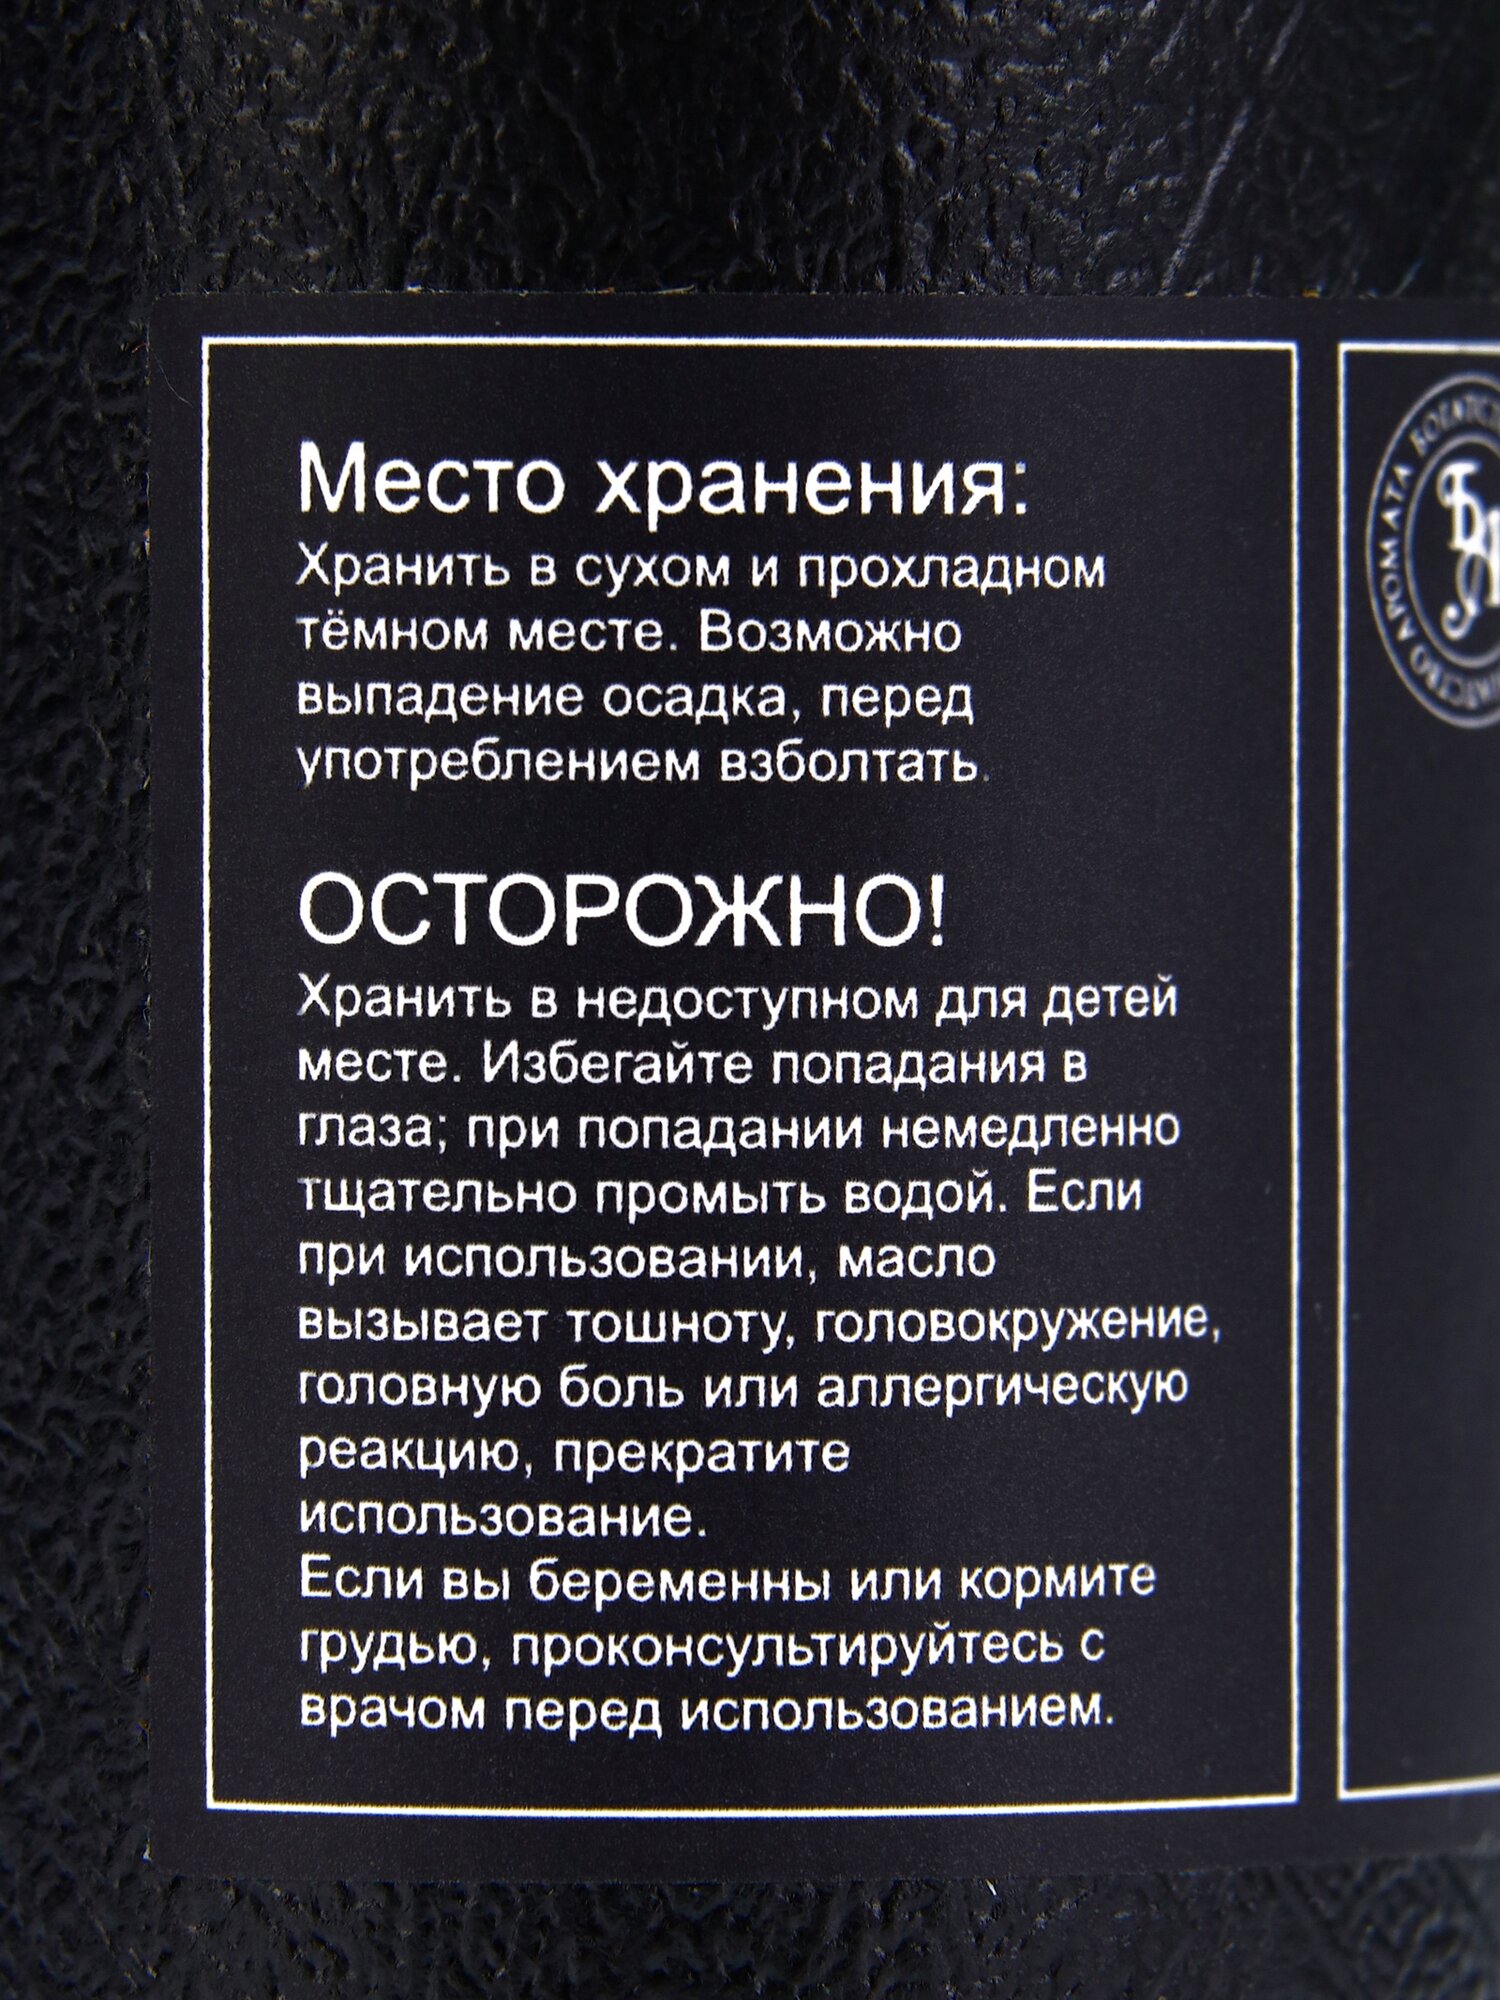 Место хранения:
Хранить в сухом и прохладном
тёмном месте. Возможно
выпадение осадка, перед
употреблением взболтать.
ОСТОРОЖНО!
Хранить в недоступном для детей
месте. Избегайте попадания в
глаза; при попадании немедленно
тщательно промыть водой. Если
при использовании, масло
вызывает тошноту, головокружение,
головную боль или аллергическую
реакцию, прекратите
использование.
Если вы беременны или кормите
грудью, проконсультируйтесь с
врачом перед использованием.
АРОМАТА